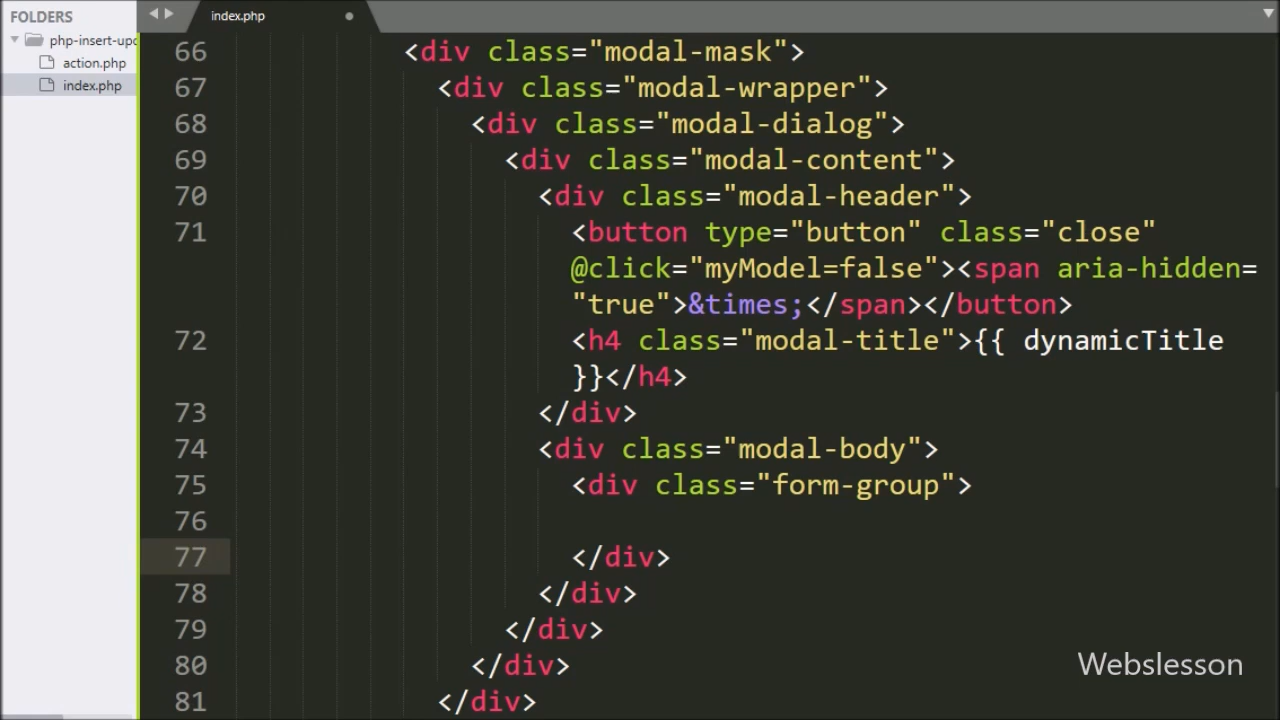 FOLDERS
index.php
php-insert-upd
action.php
index.php
66 <div class="modal-mask">
67 <div class="modal-wrapper">
68 <div class="modal-dialog">
69 <div class="modal-content">
70 <div class="modal-header">
71 <button type="button" class="close"
@click="myModel=false"><span aria-hidden=
"true">&times;</span></button>
72 <h4 class="modal-title">{{ dynamicTitle
}}</h4>
73 </div>
74 <div class="modal-body">
75 <div class="form-group">
76
77 </div>
78 </div>
79 </div>
80 </div>
81 </div>
Webslesson